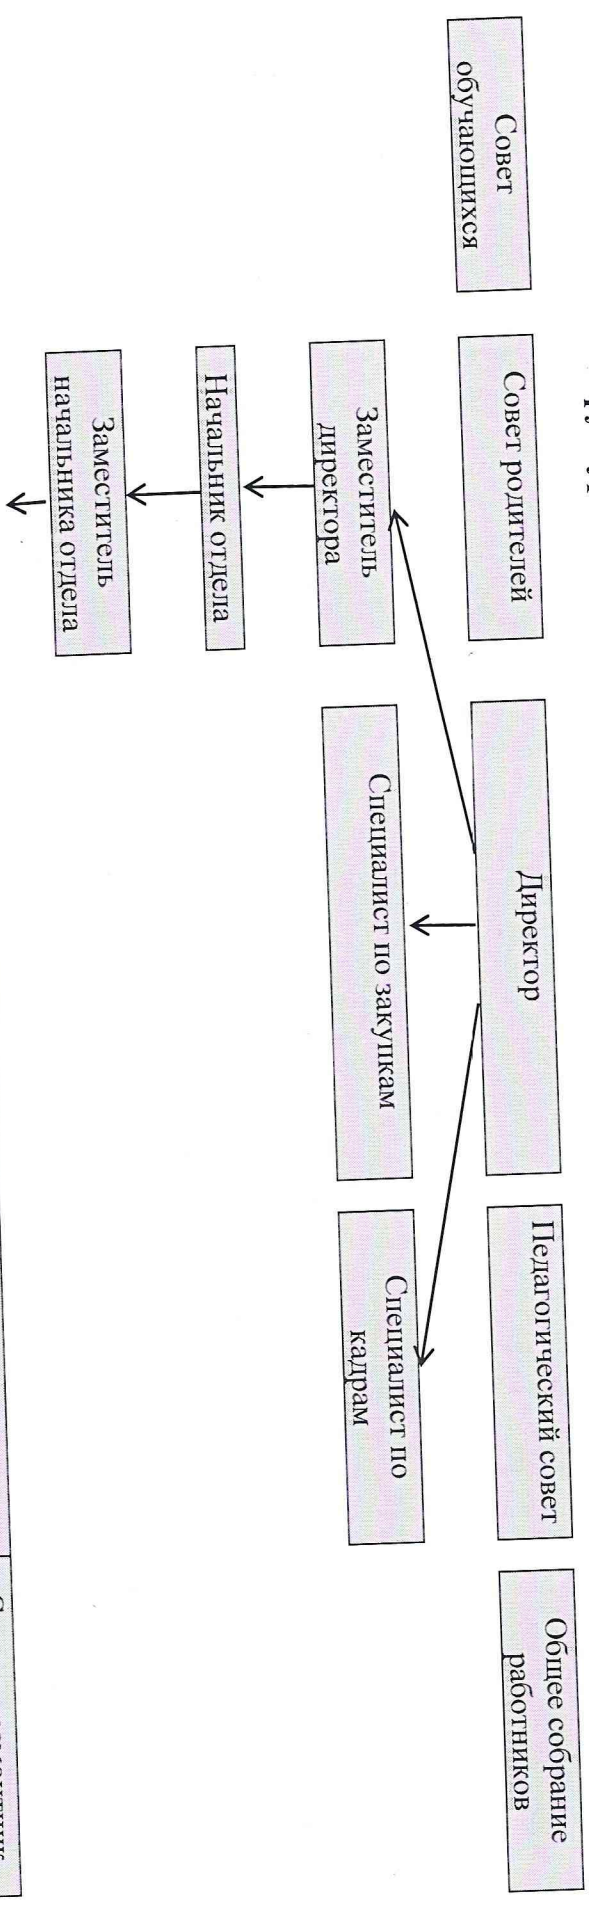 Совет
обучающихся
Совет родителей
Директор
Педагогический совет
Общее собрание
работников
Заместитель
директора
Специалист по закупкам
Специалист по
кадрам
Начальник отдела
Заместитель
начальника отдела